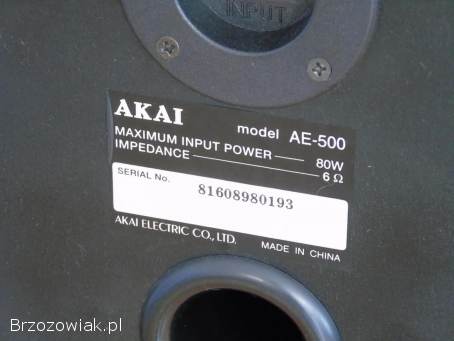 INPUT
AKAI model AE-500
MAXIMUM INPUT POWER 80W
IMPEDANCE 6 Ω
SERIAL No.
81608980193
AKAI ELECTRIC CO., LTD. MADE IN CHINA
Brzozowiak.pl